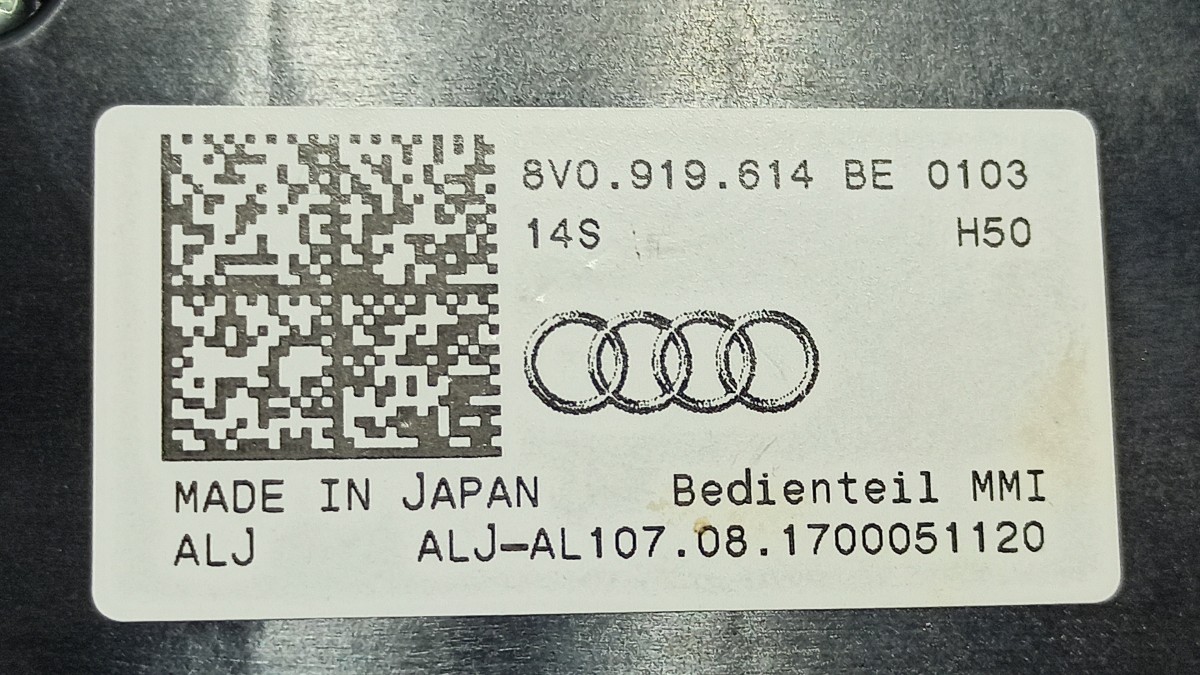 8V0.919.614 BE 0103
14S H50
MADE IN JAPAN Bedienteil MMI
ALJ ALJ-AL107.08.1700051120